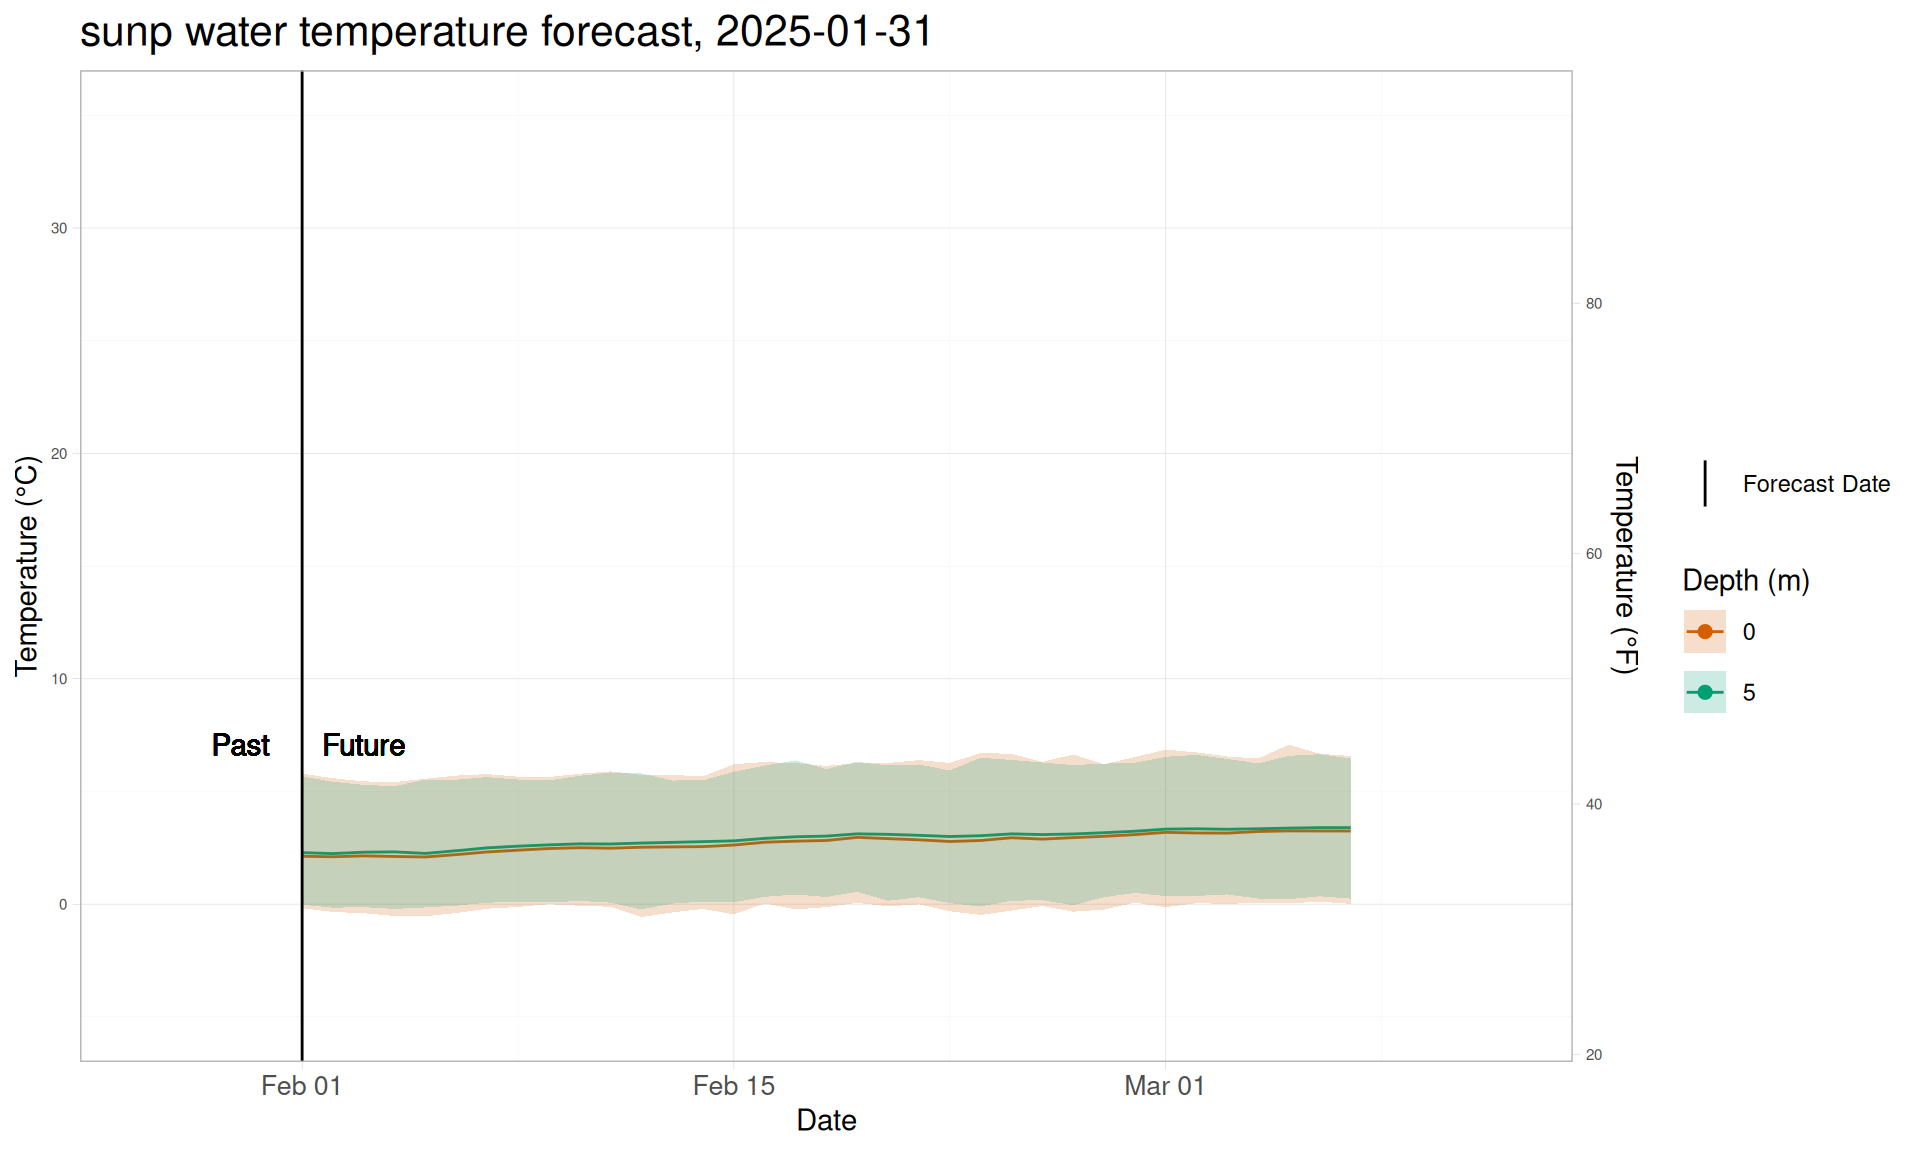 sunp water temperature forecast, 2025-01-31
30
20
10
0
Temperature (°C)
Past
Future
80
60
40
20
Temperature (°F)
Feb 01
Feb 15
Mar 01
Date
Forecast Date
Depth (m)
0
5